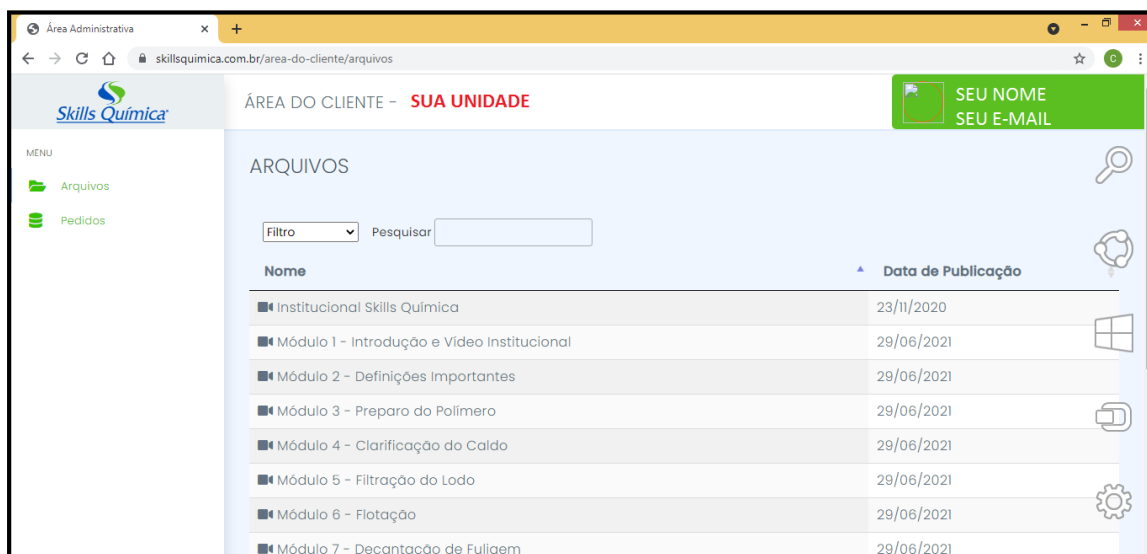 Área Administrativa
skillsquimica.com.br/area-do-cliente/arquivos
C
Skills Química
ÁREA DO CLIENTE - SUA UNIDADE
SEU NOME
SEU E-MAIL
MENU
Arquivos
Pedidos
ARQUIVOS
Filtro Pesquisar
Nome Data de Publicação
Institucional Skills Química 23/11/2020
Módulo 1 - Introdução e Vídeo Institucional 29/06/2021
Módulo 2 - Definições Importantes 29/06/2021
Módulo 3 - Preparo do Polímero 29/06/2021
Módulo 4 - Clarificação do Caldo 29/06/2021
Módulo 5 - Filtração do Lodo 29/06/2021
Módulo 6 - Flotação 29/06/2021
Módulo 7 - Decantação de Fuligem 29/06/2021